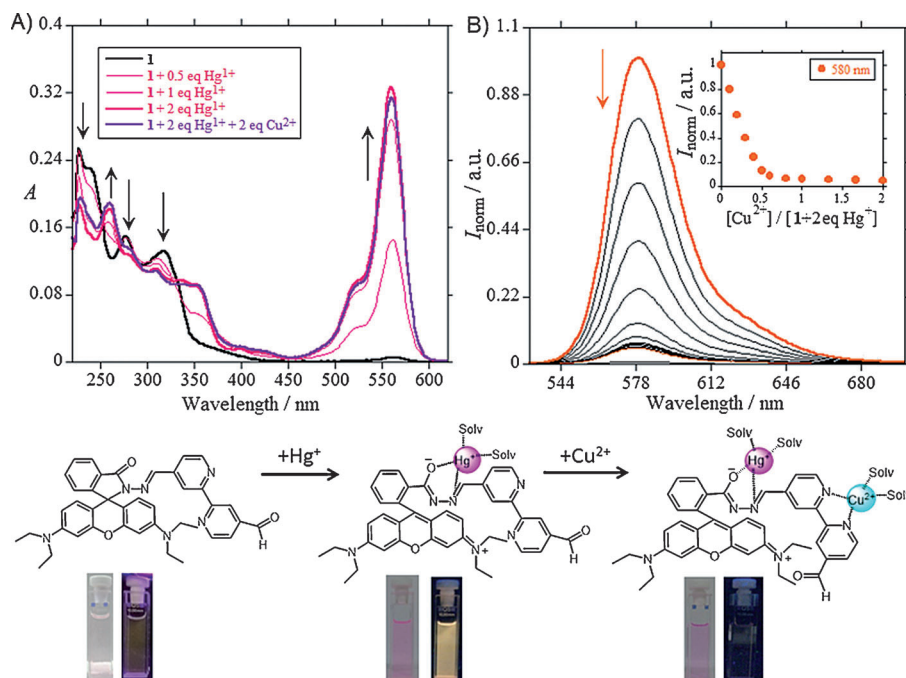 A)
0.4
0.32
0.24
A
0.16
0.08
0
1
1 + 0.5 eq Hg¹⁺
1 + 1 eq Hg¹⁺
1 + 2 eq Hg¹⁺
1 + 2 eq Hg¹⁺ + 2 eq Cu²⁺
250 300 350 400 450 500 550 600
Wavelength / nm
B)
1.1
0.88
0.66
0.44
0.22
0
Inorm / a.u.
544 578 612 646 680
Wavelength / nm
1
0.8
0.6
0.4
0.2
0
Inorm / a.u.
580 nm
0 0.5 1 1.5 2
[Cu²⁺] / [1+2eq Hg⁺]
O
N
N
N
N
H
O
N
O
N
+Hg⁺
Solv
Hg⁺
Solv
O⁻
N
N
N
N
H
O
N
O
N⁺
+Cu²⁺
Solv
Solv
Hg⁺
O⁻
N
N
N
N
Cu²⁺
Solv
Sol
N
O
N⁺
O
H